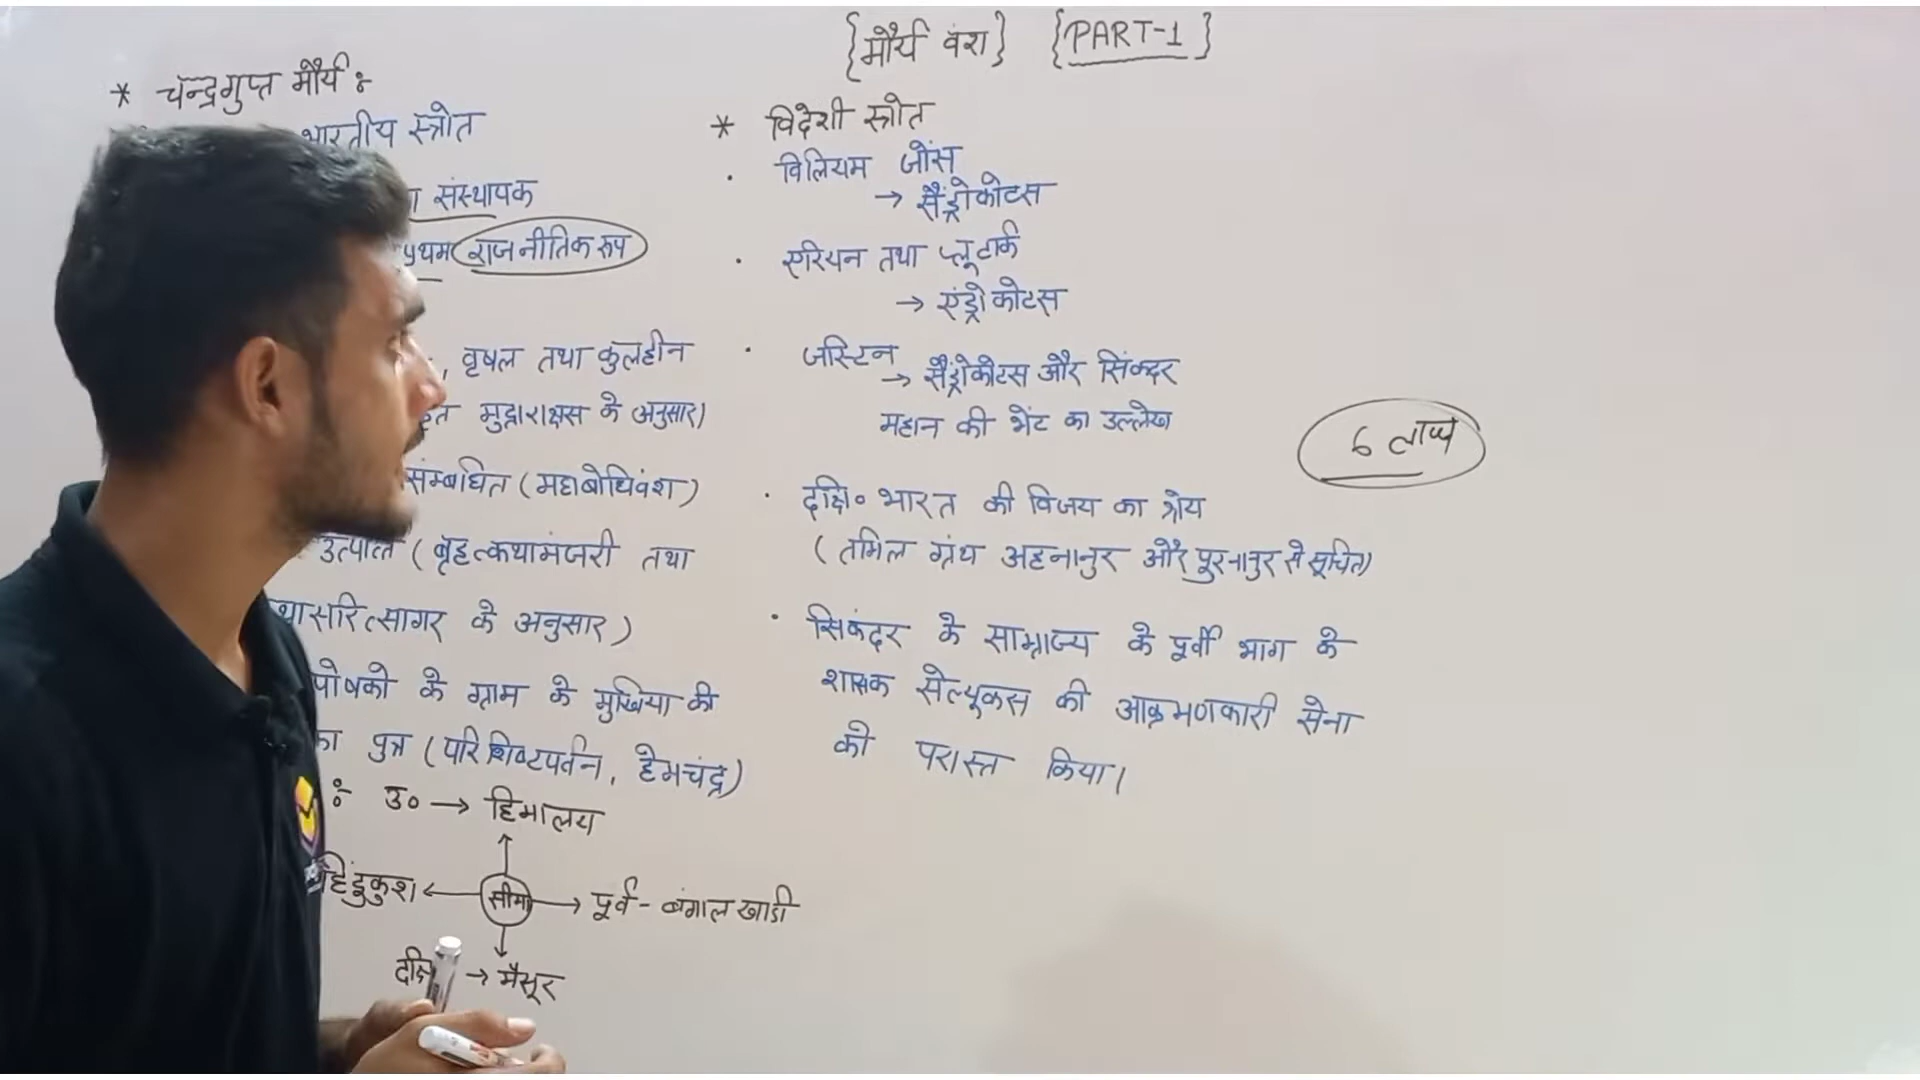 {मौर्य वंश} {PART-1}
* चन्द्रगुप्त मौर्य :-
भारतीय स्त्रोत
संस्थापक
प्रथम राजनीतिक रुप
, वृषल तथा कुलहीन
मुद्राराक्षस के अनुसार)
सम्बधित (महाबोधिवंश)
उत्पत्ति (बृहत्कथामंजरी तथा
थासरित्सागर के अनुसार)
पोषको के ग्राम के मुखिया की
का पुत्र (परिशिष्टपर्वन, हेमचंद्र)
:- उ० → हिमालय
हिंदुकुश ← सीमा → पूर्व - बंगाल खाडी
दक्षि → मैसूर
* विदेशी स्त्रोत
· विलियम जोंस
→ सैंड्रोकोटस
· एरियन तथा प्लूटार्क
→ एंड्रोकोटस
· जस्टिन
→ सैंड्रोकोटस और सिंकदर
महान की भेंट का उल्लेख
· दक्षि० भारत की विजय का श्रेय
(तमिल ग्रंथ अहनानुर और पुरनानुर से सूचित)
· सिकंदर के साम्राज्य के पूर्वी भाग के
शासक सेल्यूकस की आक्रमणकारी सेना
को परास्त किया।
6 लाख